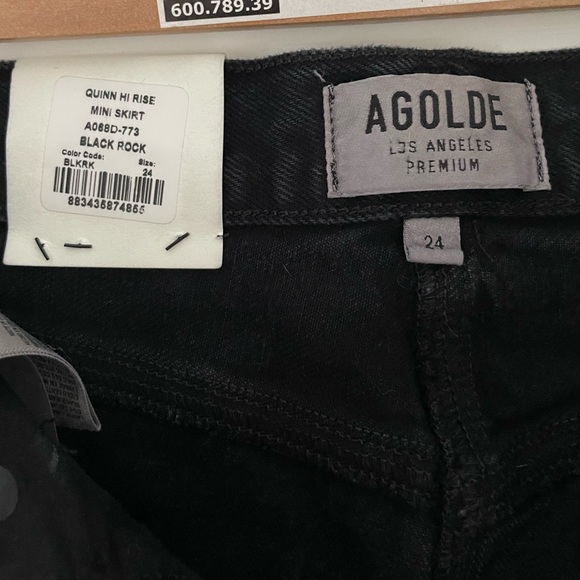 600.789.39
QUINN HI RISE
MINI SKIRT
A068D-773
BLACK ROCK
Color Code: Size:
BLKRK 24
883435874855
AGOLDE
LOS ANGELES
PREMIUM
24